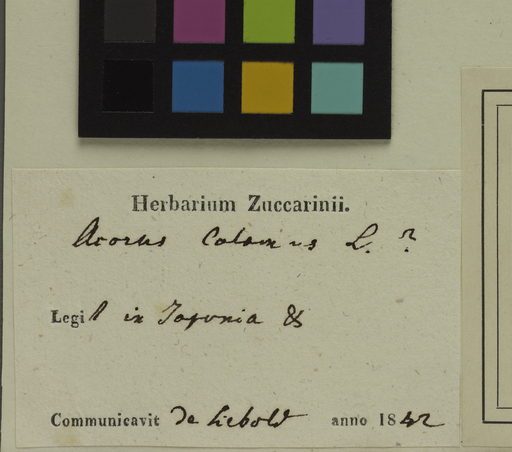 Herbarium Zuccarinii.
Acorus Calamus L. ?
Legit in Japonia &
Communicavit de Siebold anno 1842